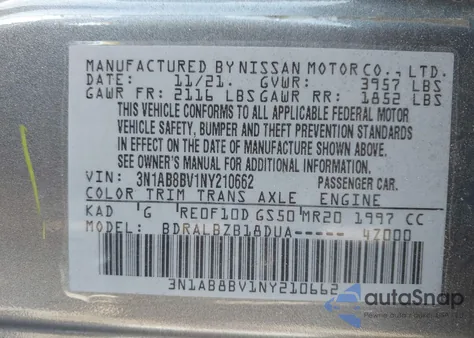 MANUFACTURED BY NISSAN MOTOR CO., LTD.
DATE: 11/21. GVWR: 3957 LBS
GAWR FR: 2116 LBS GAWR RR: 1852 LBS
THIS VEHICLE CONFORMS TO ALL APPLICABLE FEDERAL MOTOR
VEHICLE SAFETY, BUMPER AND THEFT PREVENTION STANDARDS
IN EFFECT ON THE DATE OF MANUFACTURE SHOWN ABOVE.
SEE OWNER'S MANUAL FOR ADDITIONAL INFORMATION.
VIN: 3N1AB8BV1NY210662 PASSENGER CAR.
COLOR TRIM TRANS AXLE ENGINE
KAD G RE0F10D GS50 MR20 1997 CC
MODEL: BDRALBZB18DUA----- 4Z000
3N1AB8BV1NY210662
autoSnap